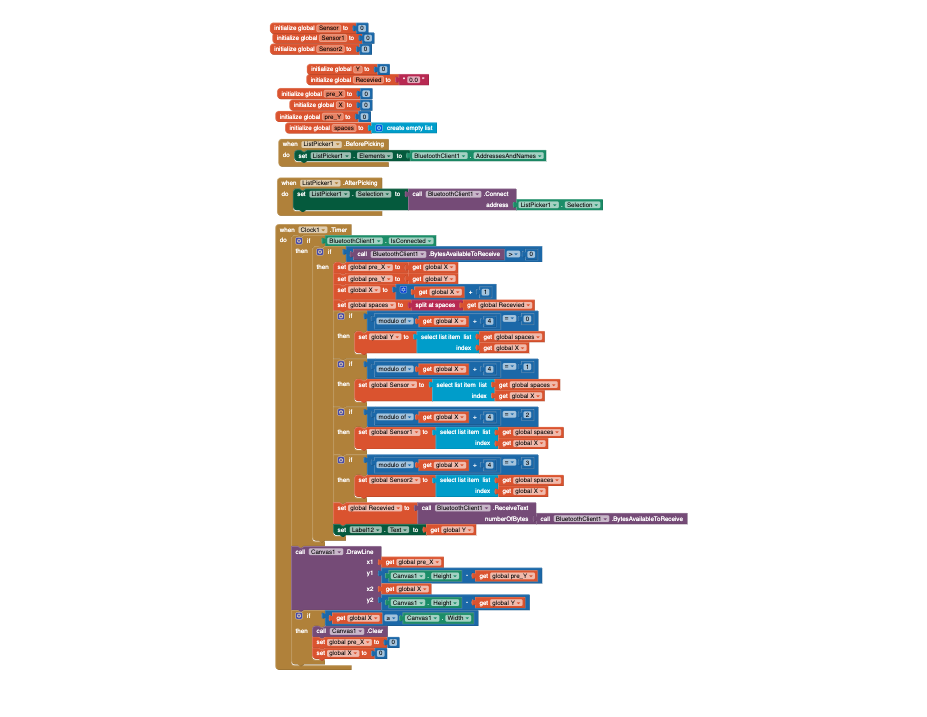 initialize global Sensor to 0
initialize global Sensor1 to 0
initialize global Sensor2 to 0
initialize global Y to 0
initialize global Recevied to " 0.0 "
initialize global pre_X to 0
initialize global X to 0
initialize global pre_Y to 0
initialize global spaces to create empty list
when ListPicker1 .BeforePicking
do set ListPicker1 . Elements to BluetoothClient1 . AddressesAndNames
when ListPicker1 .AfterPicking
do set ListPicker1 . Selection to call BluetoothClient1 .Connect
address ListPicker1 . Selection
when Clock1 .Timer
do if BluetoothClient1 . IsConnected
then if call BluetoothClient1 .BytesAvailableToReceive > 0
then set global pre_X to get global X
set global pre_Y to get global Y
set global X to get global X + 1
set global spaces to split at spaces get global Recevied
if modulo of get global X ÷ 4 = 0
then set global Y to select list item list get global spaces
index get global X
if modulo of get global X ÷ 4 = 1
then set global Sensor to select list item list get global spaces
index get global X
if modulo of get global X ÷ 4 = 2
then set global Sensor1 to select list item list get global spaces
index get global X
if modulo of get global X ÷ 4 = 3
then set global Sensor2 to select list item list get global spaces
index get global X
set global Recevied to call BluetoothClient1 .ReceiveText
numberOfBytes call BluetoothClient1 .BytesAvailableToReceive
set Label12 . Text to get global Y
call Canvas1 .DrawLine
x1 get global pre_X
y1 Canvas1 . Height - get global pre_Y
x2 get global X
y2 Canvas1 . Height - get global Y
if get global X ≥ Canvas1 . Width
then call Canvas1 .Clear
set global pre_X to 0
set global X to 0